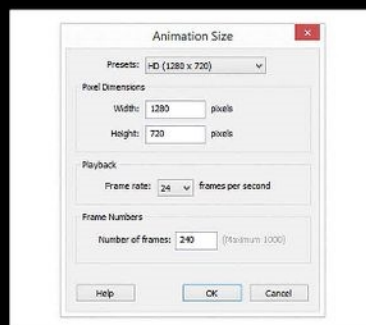 Animation Size
Presets: HD (1280 x 720)
Pixel Dimensions
Width: 1280 pixels
Height: 720 pixels
Playback
Frame rate: 24 frames per second
Frame Numbers
Number of frames: 240 (Maximum 1000)
Help OK Cancel